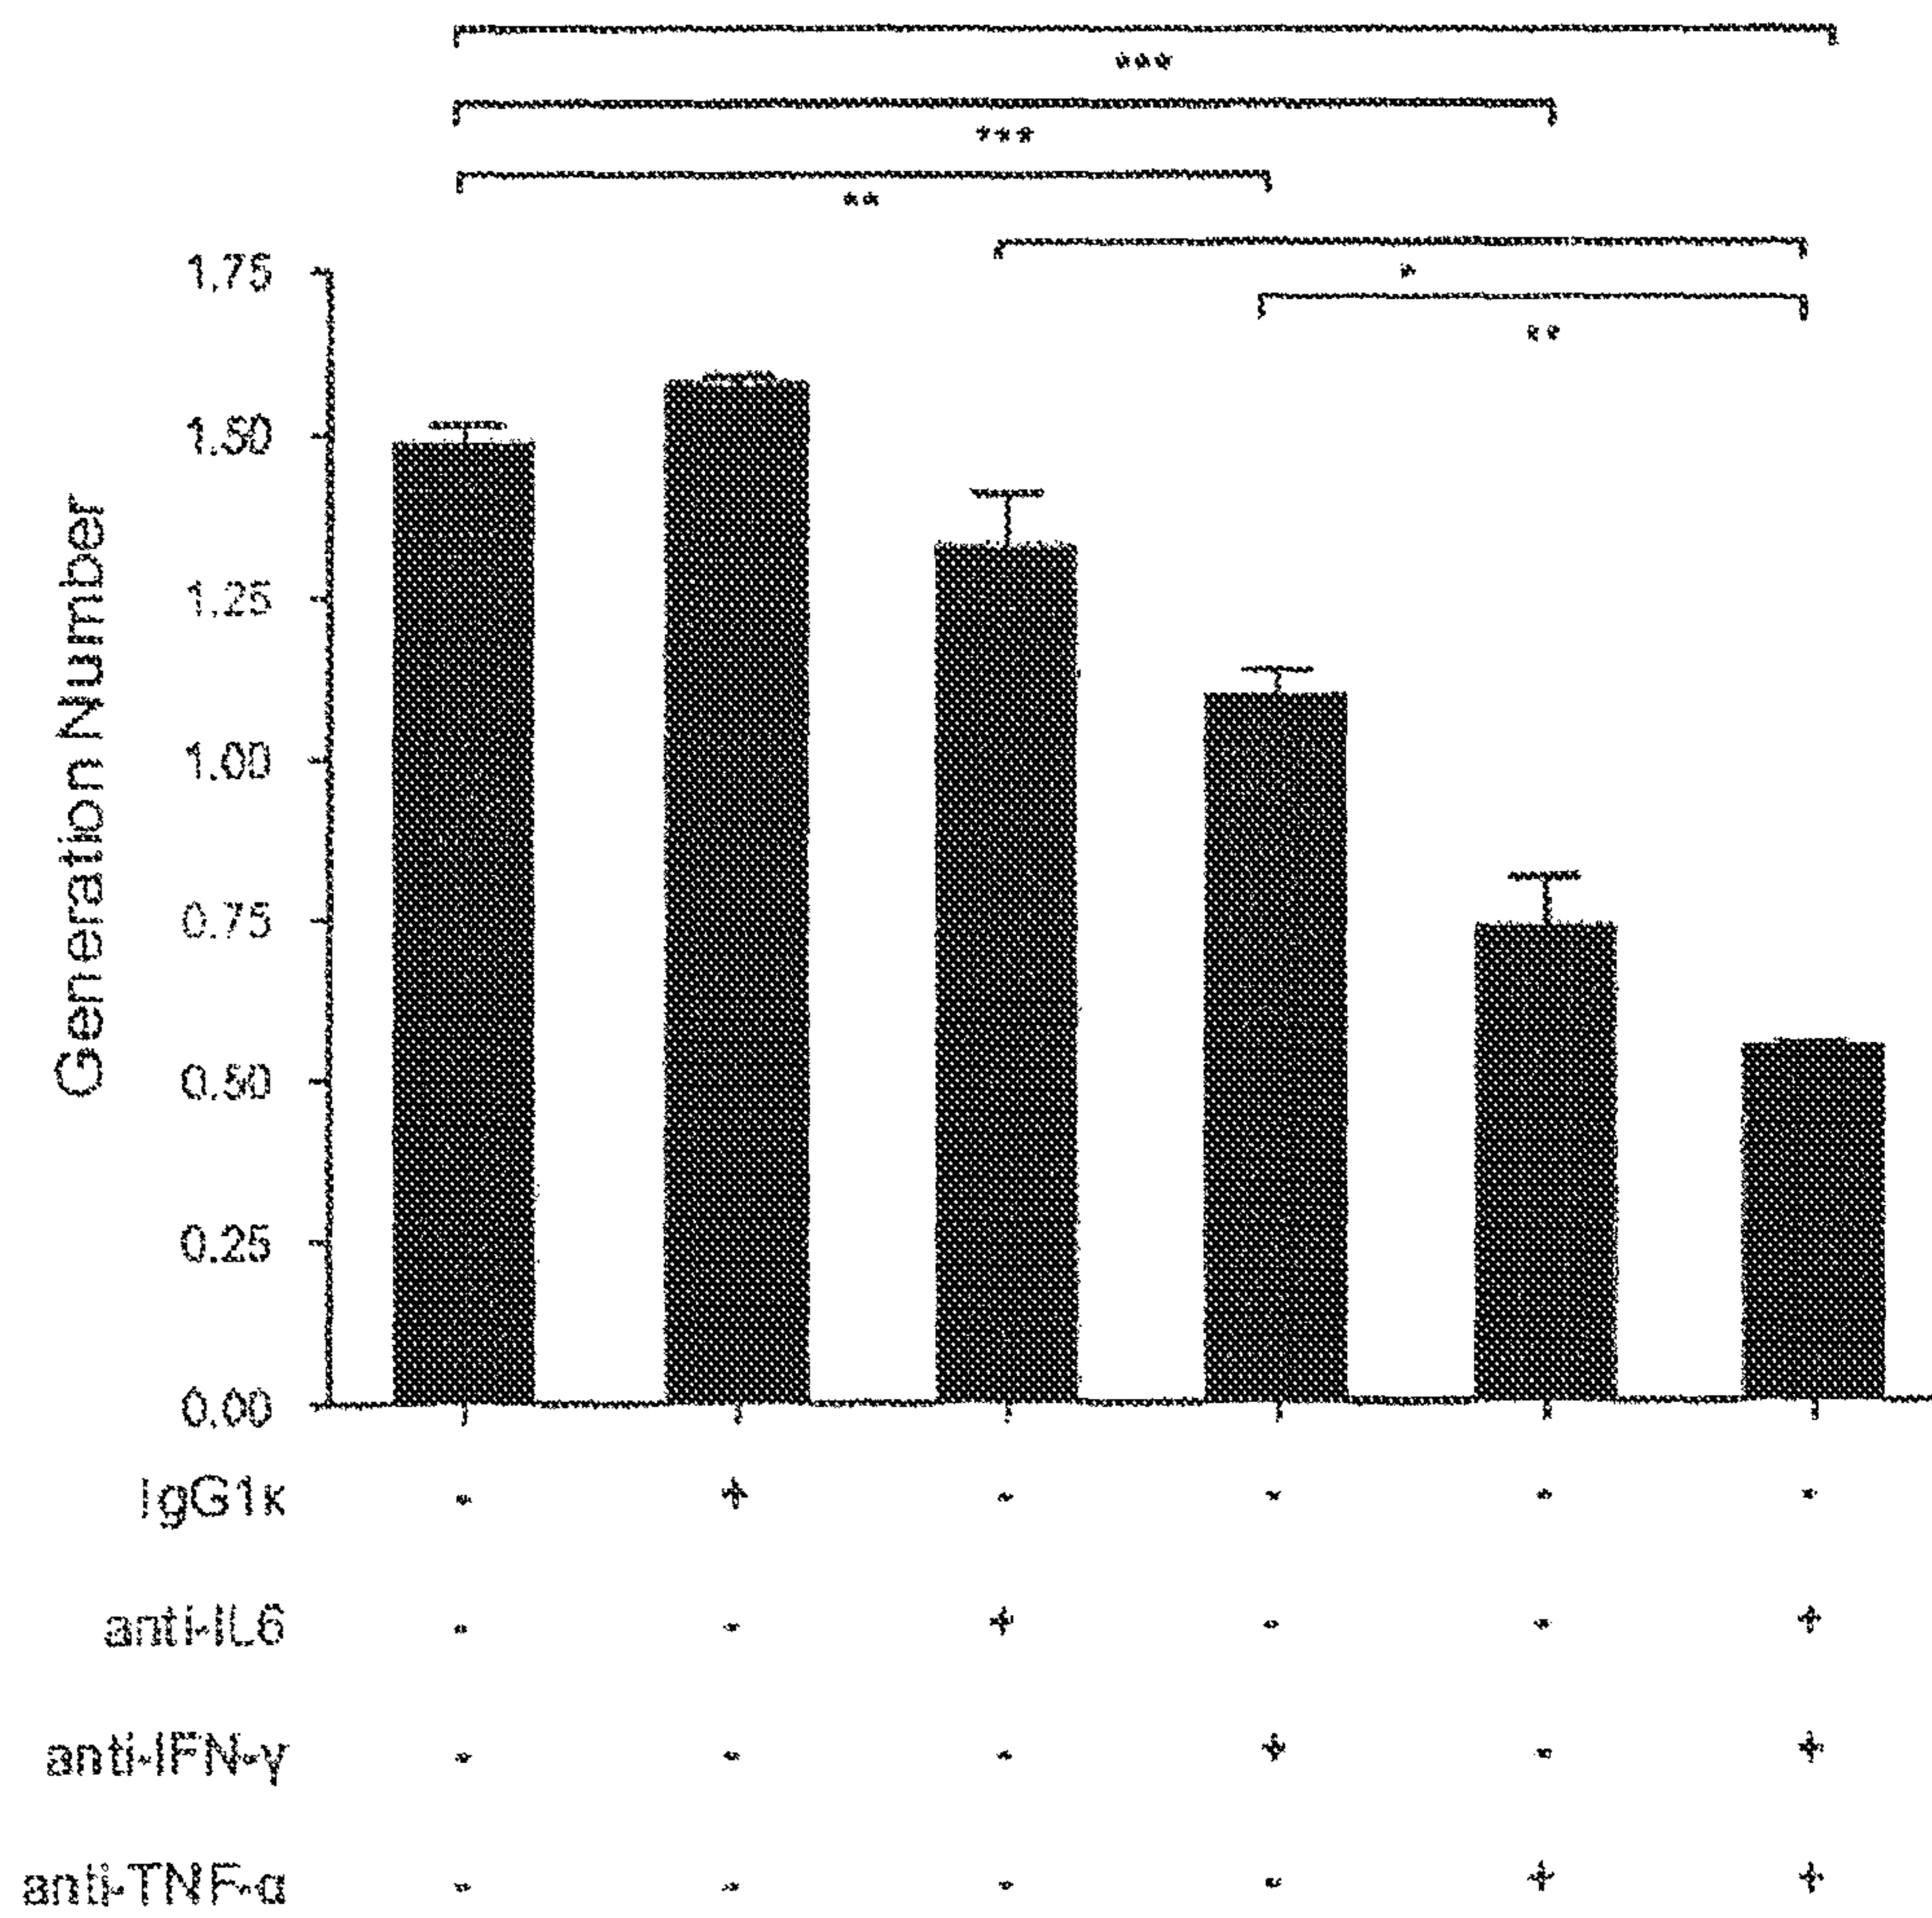 ***
***
**
*
**
1.75
1.50
1.25
1.00
0.75
0.50
0.25
0.00
Generation Number
IgG1κ - + - - - -
anti-IL6 - - + - - +
anti-IFN-γ - - - + - +
anti-TNF-α - - - - + +